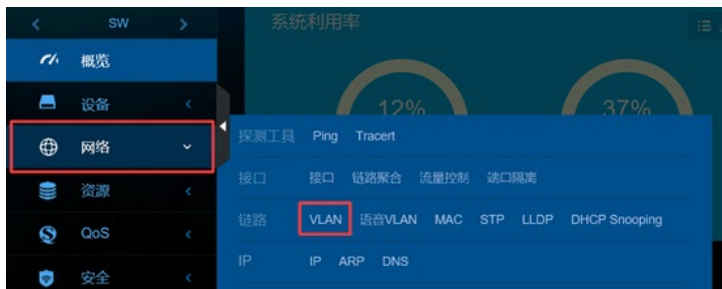 SW
系统利用率
概览
设备
12%
37%
网络
探测工具 Ping Tracert
接口 接口 链路聚合 流量控制 端口隔离
资源
链路 VLAN 语音VLAN MAC STP LLDP DHCP Snooping
QoS
IP IP ARP DNS
安全